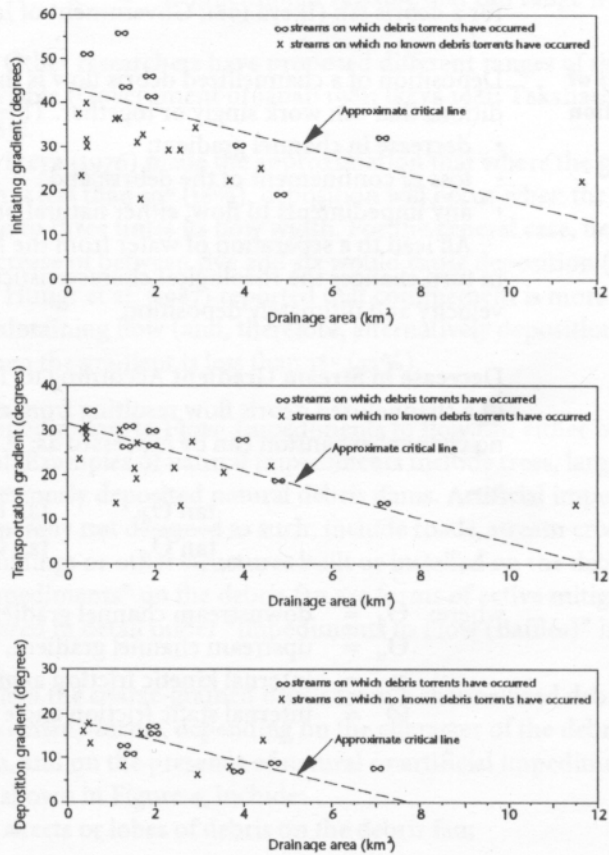 60
50
40
30
20
10
0
Initiating gradient (degrees)
∞ streams on which debris torrents have occurred
x streams on which no known debris torrents have occurred
Approximate critical line
0 2 4 6 8 10 12
Drainage area (km²)
40
30
20
10
0
Transportation gradient (degrees)
∞ streams on which debris torrents have occurred
x streams on which no known debris torrents have occurred
Approximate critical line
0 2 4 6 8 10 12
Drainage area (km²)
30
20
10
0
Deposition gradient (degrees)
∞ streams on which debris torrents have occurred
x streams on which no known debris torrents have occurred
Approximate critical line
0 2 4 6 8 10 12
Drainage area (km²)